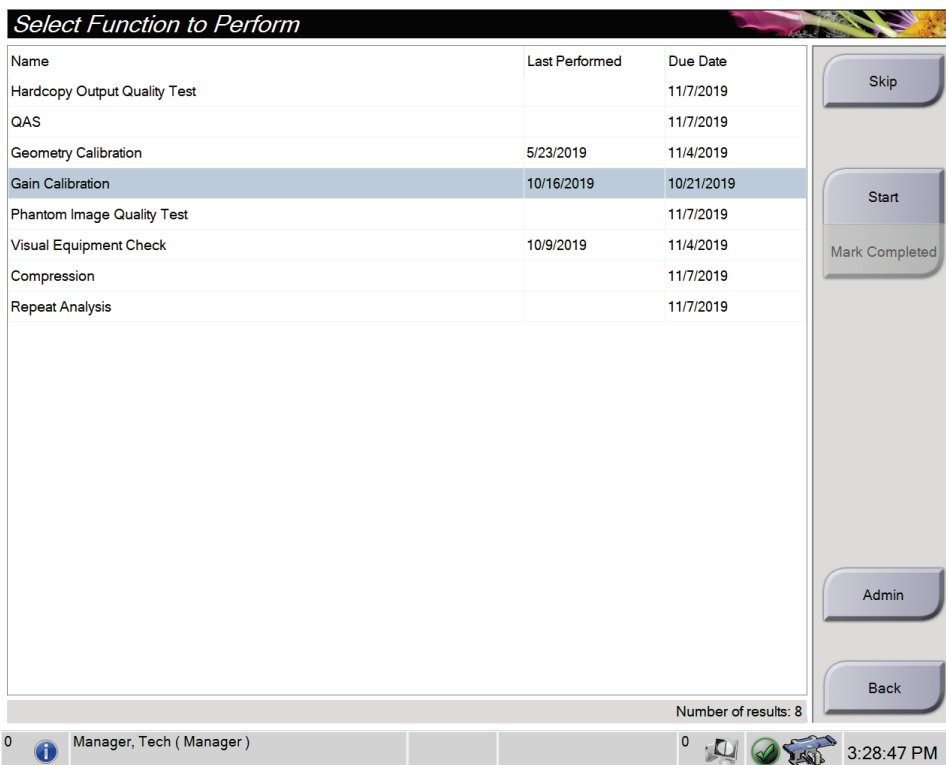 Select Function to Perform
Name Last Performed Due Date
Hardcopy Output Quality Test 11/7/2019
QAS 11/7/2019
Geometry Calibration 5/23/2019 11/4/2019
Gain Calibration 10/16/2019 10/21/2019
Phantom Image Quality Test 11/7/2019
Visual Equipment Check 10/9/2019 11/4/2019
Compression 11/7/2019
Repeat Analysis 11/7/2019
Number of results: 8
Skip
Start
Mark Completed
Admin
Back
0 Manager, Tech ( Manager ) 0 3:28:47 PM